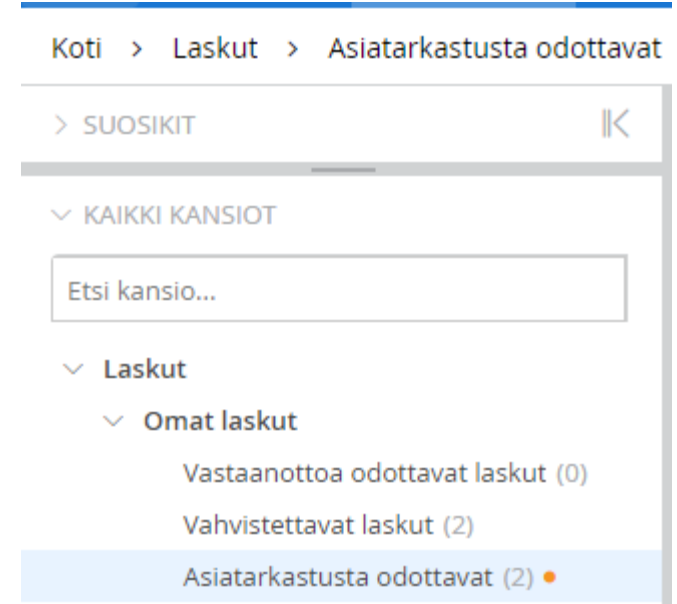 Koti > Laskut > Asiatarkastusta odottavat
> SUOSIKIT
KAIKKI KANSIOT
Etsi kansio...
Laskut
Omat laskut
Vastaanottoa odottavat laskut (0)
Vahvistettavat laskut (2)
Asiatarkastusta odottavat (2)